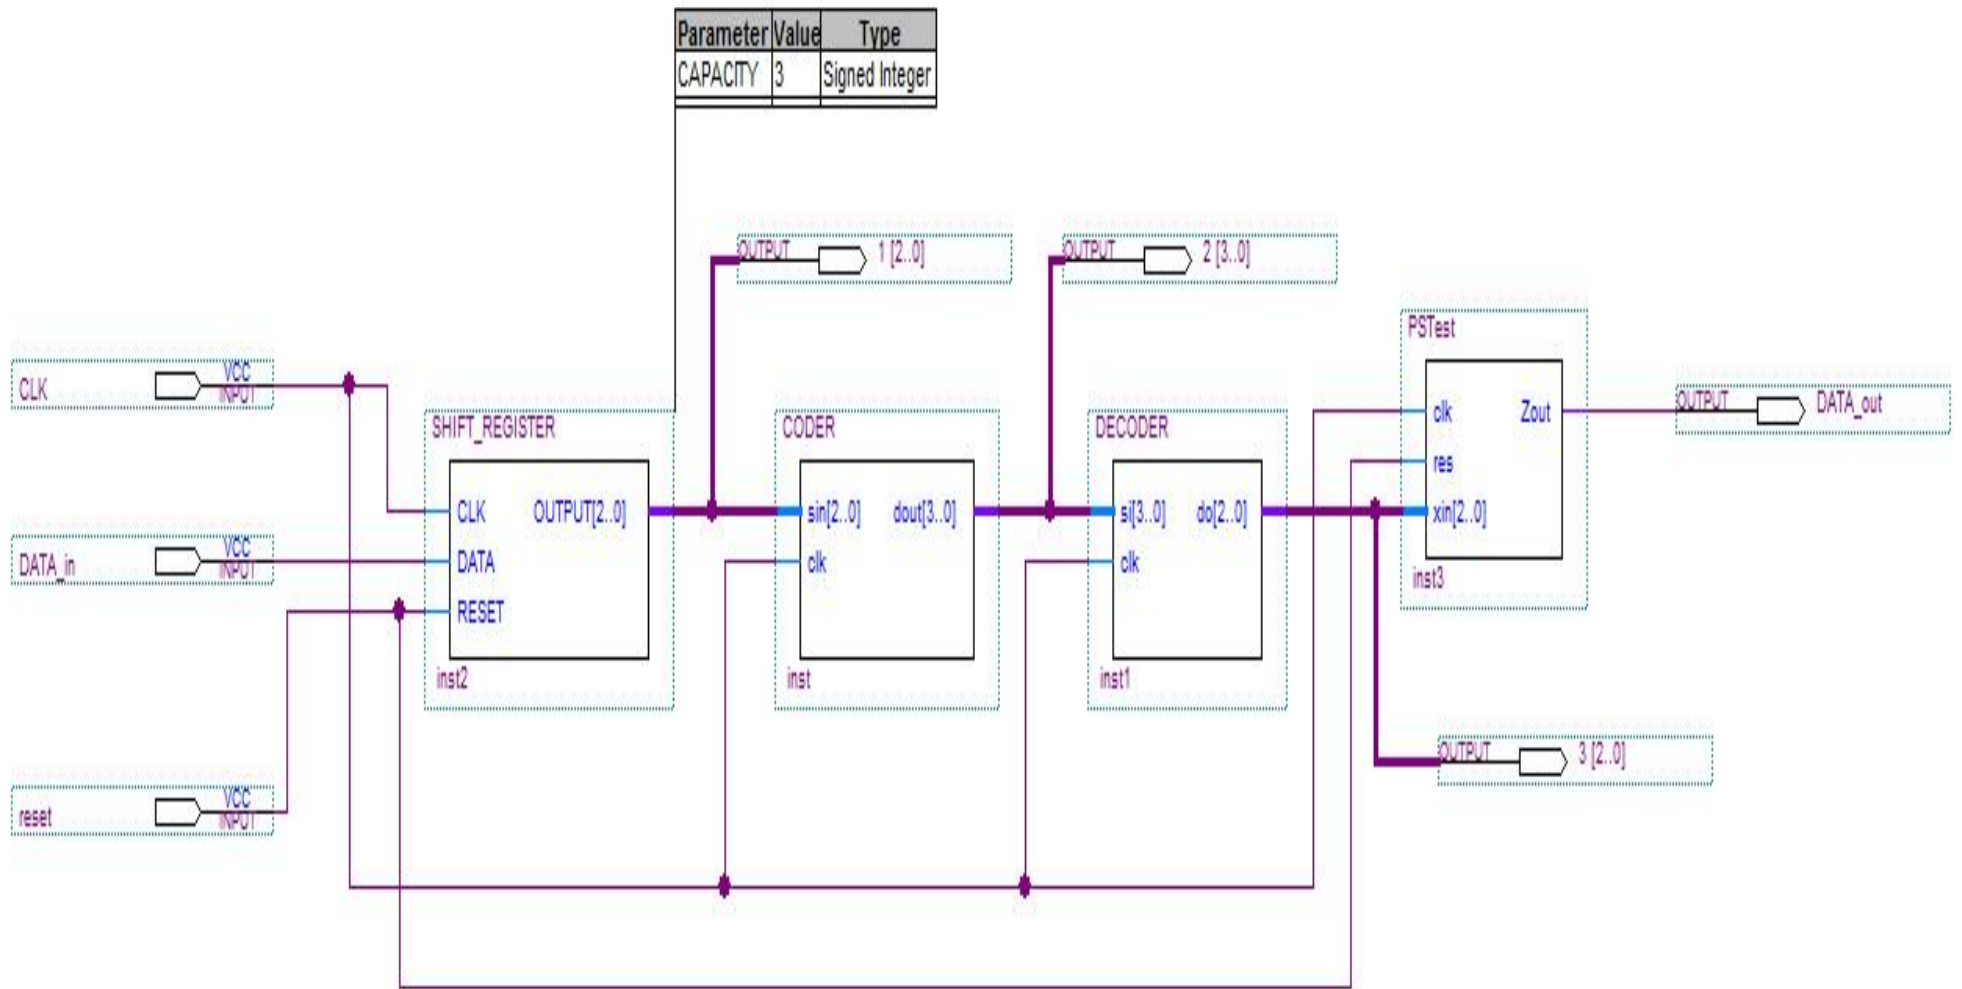 Parameter Value Type
CAPACITY 3 Signed Integer
OUTPUT 1 [2..0]
OUTPUT 2 [3..0]
PSTest
clk Zout
res
xin[2..0]
inst3
OUTPUT DATA_out
CLK VCC
INPUT
SHIFT_REGISTER
CLK OUTPUT[2..0]
DATA
RESET
inst2
CODER
sin[2..0] dout[3..0]
clk
inst
DECODER
si[3..0] do[2..0]
clk
inst1
DATA_in VCC
INPUT
OUTPUT 3 [2..0]
reset VCC
INPUT